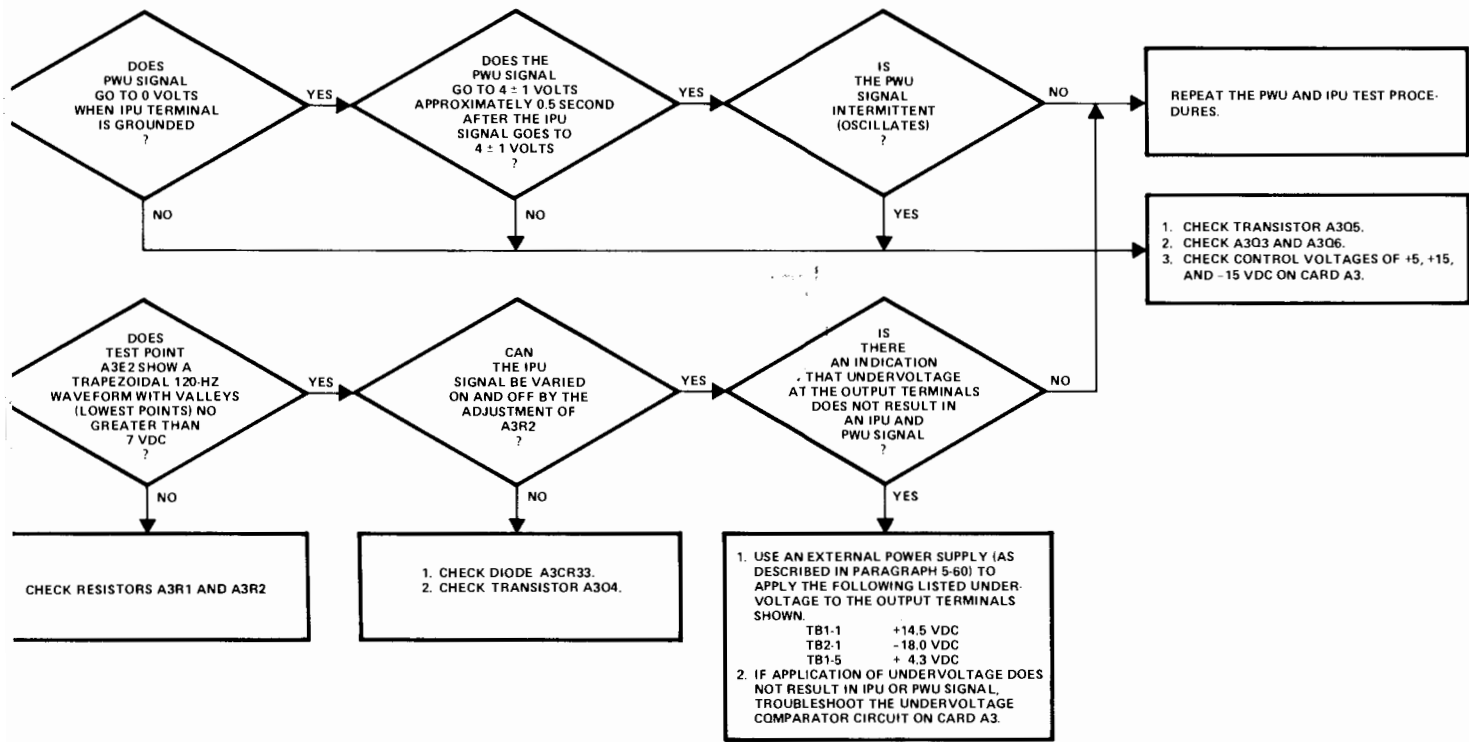 DOES
PWU SIGNAL
GO TO 0 VOLTS
WHEN IPU TERMINAL
IS GROUNDED
?
YES
NO
DOES THE
PWU SIGNAL
GO TO 4 ± 1 VOLTS
APPROXIMATELY 0.5 SECOND
AFTER THE IPU
SIGNAL GOES TO
4 ± 1 VOLTS
?
YES
NO
IS
THE PWU
SIGNAL
INTERMITTENT
(OSCILLATES)
?
NO
YES
REPEAT THE PWU AND IPU TEST PROCE-
DURES.
1. CHECK TRANSISTOR A3Q5.
2. CHECK A3Q3 AND A3Q6.
3. CHECK CONTROL VOLTAGES OF +5, +15,
AND -15 VDC ON CARD A3.
DOES
TEST POINT
A3E2 SHOW A
TRAPEZOIDAL 120-HZ
WAVEFORM WITH VALLEYS
(LOWEST POINTS) NO
GREATER THAN
7 VDC
?
YES
NO
CAN
THE IPU
SIGNAL BE VARIED
ON AND OFF BY THE
ADJUSTMENT OF
A3R2
?
YES
NO
IS
THERE
AN INDICATION
THAT UNDERVOLTAGE
AT THE OUTPUT TERMINALS
DOES NOT RESULT IN
AN IPU AND
PWU SIGNAL
?
NO
YES
CHECK RESISTORS A3R1 AND A3R2
1. CHECK DIODE A3CR33.
2. CHECK TRANSISTOR A3Q4.
1. USE AN EXTERNAL POWER SUPPLY (AS
DESCRIBED IN PARAGRAPH 5-60) TO
APPLY THE FOLLOWING LISTED UNDER-
VOLTAGE TO THE OUTPUT TERMINALS
SHOWN.
TB1-1 +14.5 VDC
TB2-1 -18.0 VDC
TB1-5 + 4.3 VDC
2. IF APPLICATION OF UNDERVOLTAGE DOES
NOT RESULT IN IPU OR PWU SIGNAL,
TROUBLESHOOT THE UNDERVOLTAGE
COMPARATOR CIRCUIT ON CARD A3.